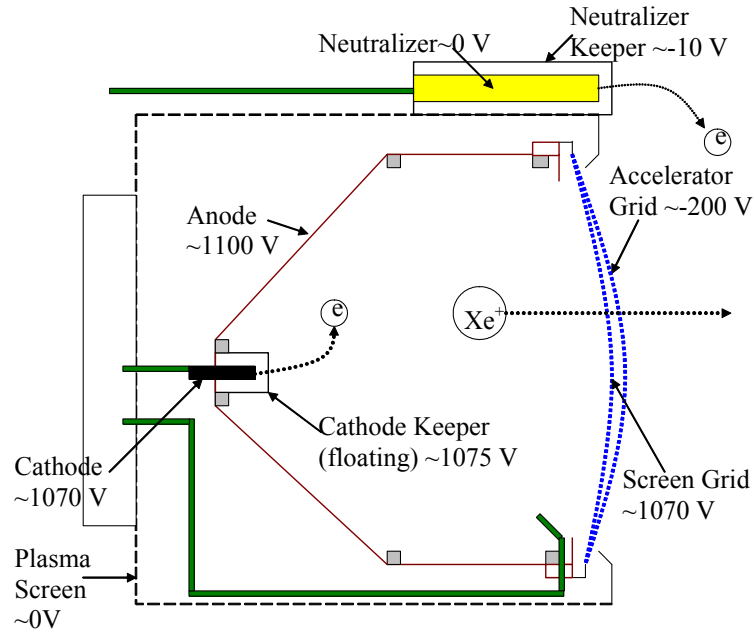 Neutralizer
Keeper ~-10 V
Neutralizer~0 V
e
Accelerator
Grid ~-200 V
Anode
~1100 V
e
Xe+
Cathode Keeper
(floating) ~1075 V
Cathode
~1070 V
Screen Grid
~1070 V
Plasma
Screen
~0V